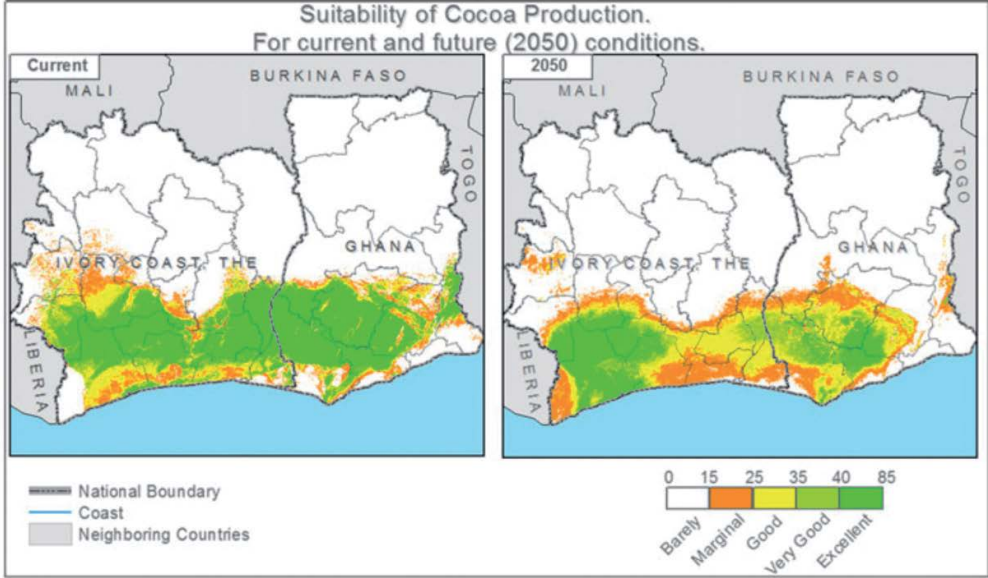 Suitability of Cocoa Production.
For current and future (2050) conditions.
Current
MALI
BURKINA FASO
TOGO
GHANA
IVORY COAST, THE
LIBERIA
2050
MALI
BURKINA FASO
TOGO
GHANA
IVORY COAST, THE
LIBERIA
National Boundary
Coast
Neighboring Countries
0 15 25 35 40 85
Barely
Marginal
Good
Very Good
Excellent